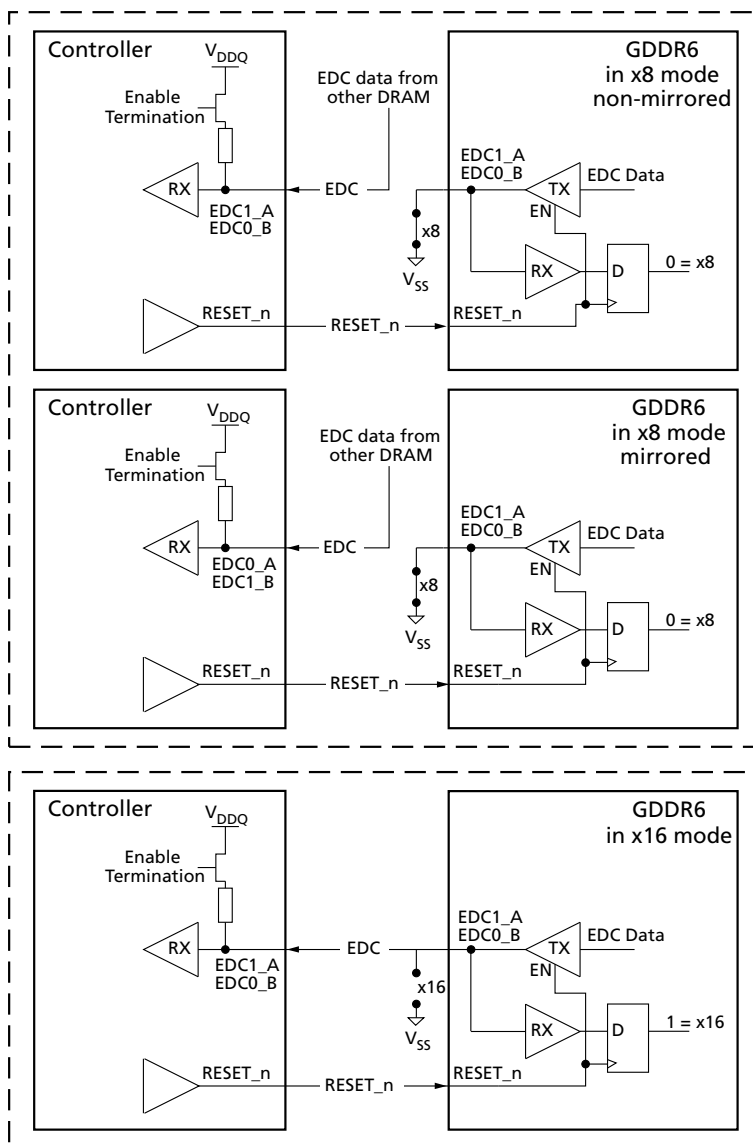 Controller
V_DDQ
Enable
Termination
RX
EDC1_A
EDC0_B
RESET_n
EDC data from
other DRAM
EDC
x8
V_SS
RESET_n
GDDR6
in x8 mode
non-mirrored
EDC1_A
EDC0_B
TX
EDC Data
EN
RX
D
0 = x8
RESET_n
Controller
V_DDQ
Enable
Termination
RX
EDC0_A
EDC1_B
RESET_n
EDC data from
other DRAM
EDC
x8
V_SS
RESET_n
GDDR6
in x8 mode
mirrored
EDC1_A
EDC0_B
TX
EDC Data
EN
RX
D
0 = x8
RESET_n
Controller
V_DDQ
Enable
Termination
RX
EDC1_A
EDC0_B
RESET_n
EDC
x16
V_SS
RESET_n
GDDR6
in x16 mode
EDC1_A
EDC0_B
TX
EDC Data
EN
RX
D
1 = x16
RESET_n